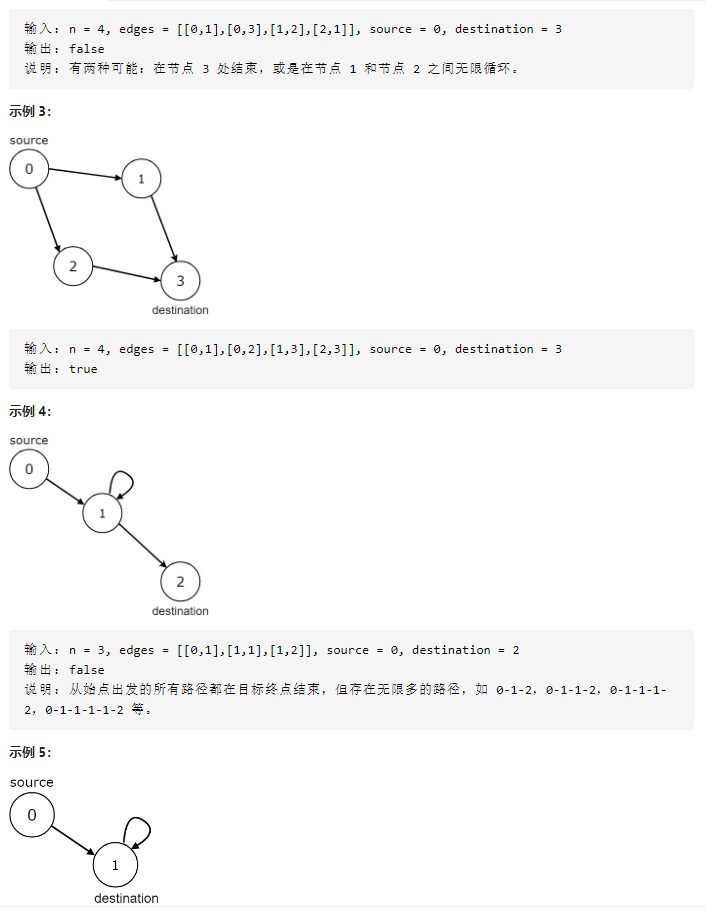 输入: n = 4, edges = [[0,1],[0,3],[1,2],[2,1]], source = 0, destination = 3
输出: false
说明: 有两种可能: 在节点 3 处结束, 或是在节点 1 和节点 2 之间无限循环。
示例 3:
source
0
1
2
3
destination
输入: n = 4, edges = [[0,1],[0,2],[1,3],[2,3]], source = 0, destination = 3
输出: true
示例 4:
source
0
1
2
destination
输入: n = 3, edges = [[0,1],[1,1],[1,2]], source = 0, destination = 2
输出: false
说明: 从始点出发的所有路径都在目标终点结束, 但存在无限多的路径, 如 0-1-2, 0-1-1-2, 0-1-1-1-
2, 0-1-1-1-1-2 等。
示例 5:
source
0
1
destination